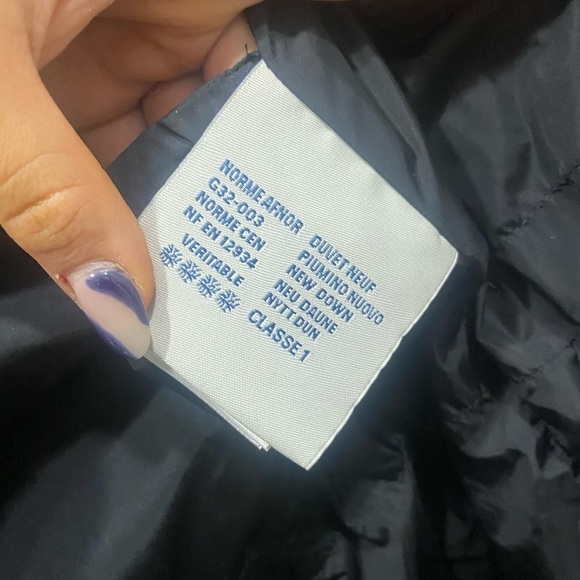 NORME AFNOR
G32-003
NORME CEN
NF EN 12934
VERITABLE
DUVET NEUF
PIUMINO NUOVO
NEW DOWN
NEU DAUNE
NYTT DUN
CLASSE 1